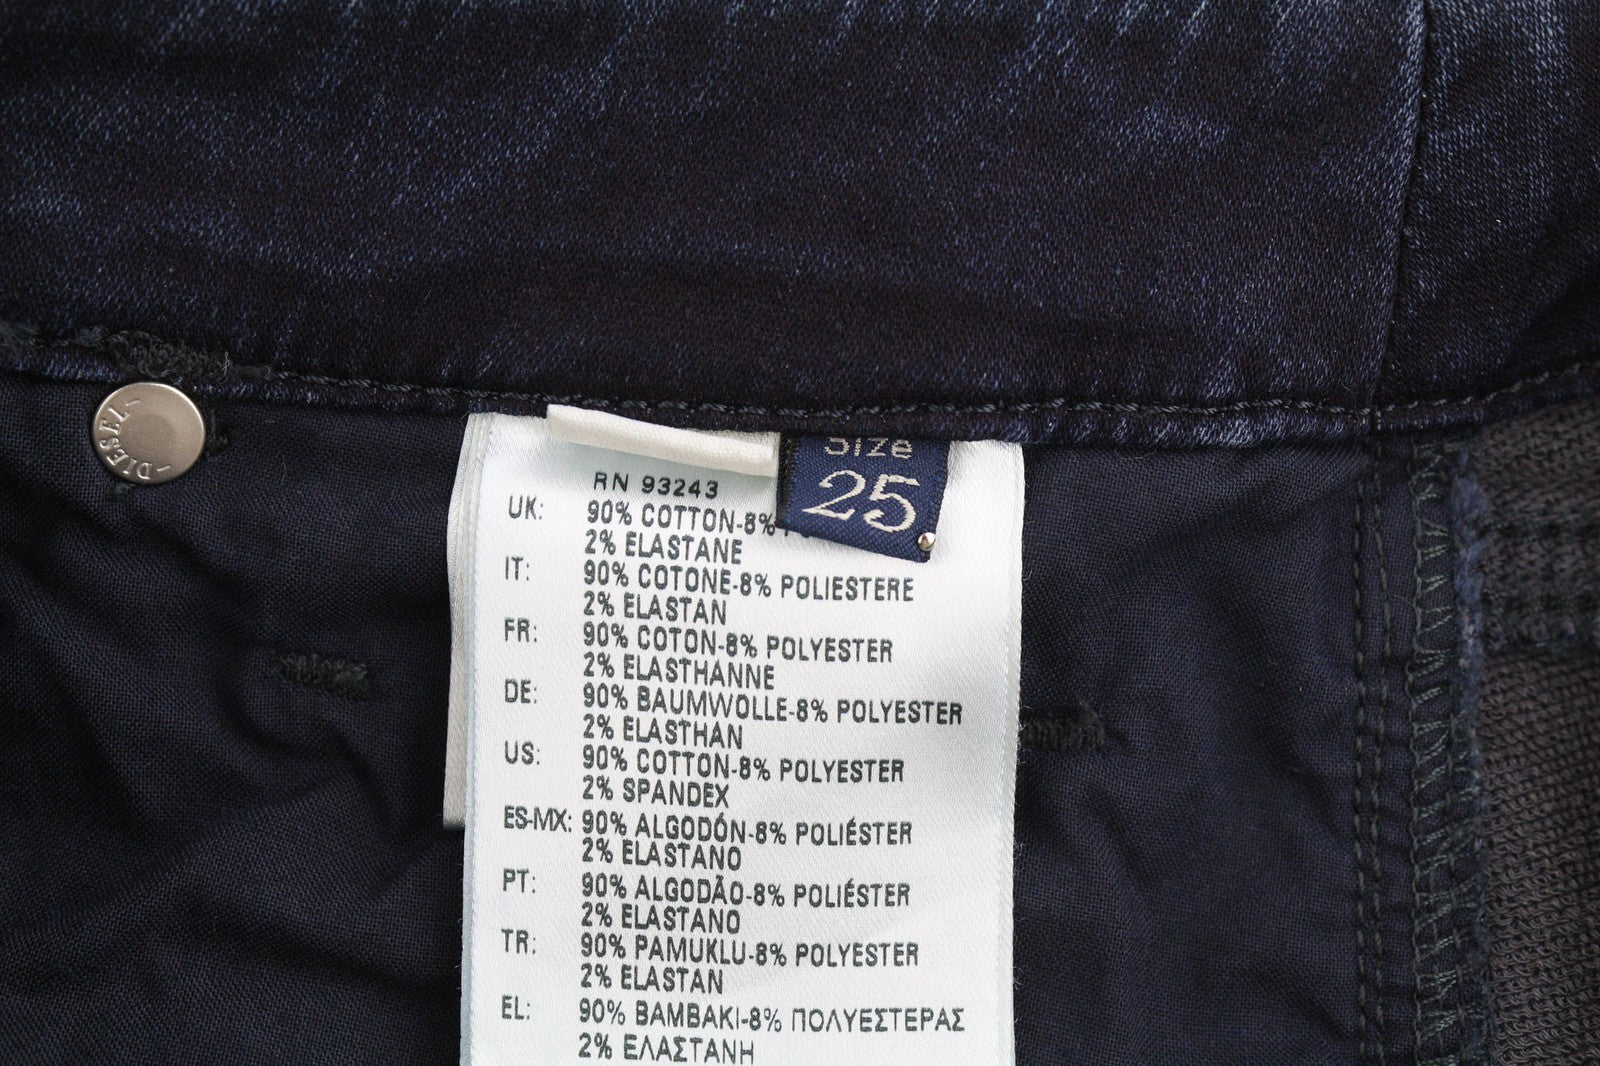 DIESEL
Size
25
RN 93243
UK: 90% COTTON-8%
2% ELASTANE
IT: 90% COTONE-8% POLIESTERE
2% ELASTAN
FR: 90% COTON-8% POLYESTER
2% ELASTHANNE
DE: 90% BAUMWOLLE-8% POLYESTER
2% ELASTHAN
US: 90% COTTON-8% POLYESTER
2% SPANDEX
ES-MX: 90% ALGODÓN-8% POLIÉSTER
2% ELASTANO
PT: 90% ALGODÃO-8% POLIÉSTER
2% ELASTANO
TR: 90% PAMUKLU-8% POLYESTER
2% ELASTAN
EL: 90% ΒΑΜΒΑΚΙ-8% ΠΟΛΥΕΣΤΕΡΑΣ
2% ΕΛΑΣΤΑΝΗ